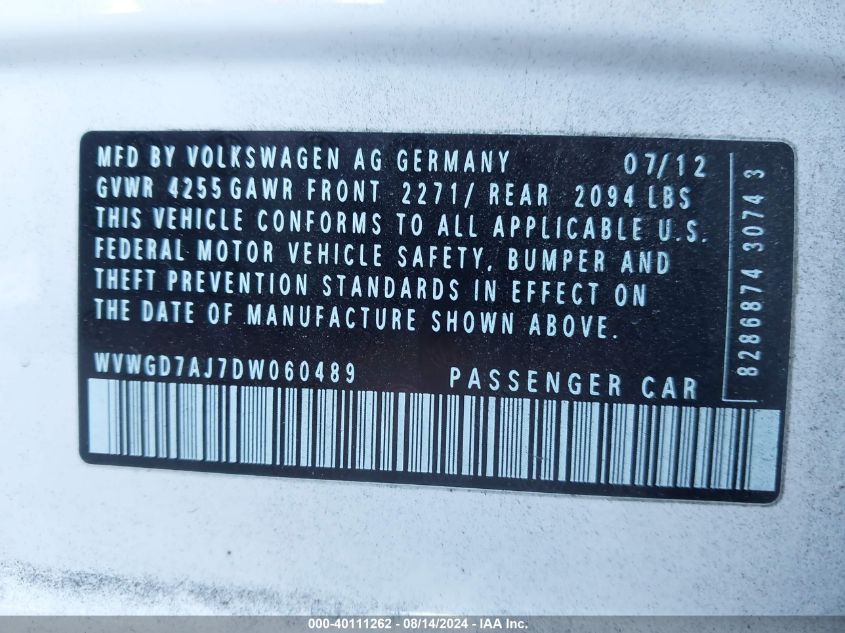 MFD BY VOLKSWAGEN AG GERMANY 07/12
GVWR 4255 GAWR FRONT 2271/ REAR 2094 LBS
THIS VEHICLE CONFORMS TO ALL APPLICABLE U.S.
FEDERAL MOTOR VEHICLE SAFETY, BUMPER AND
THEFT PREVENTION STANDARDS IN EFFECT ON
THE DATE OF MANUFACTURE SHOWN ABOVE.
WVWGD7AJ7DW060489 PASSENGER CAR
8286874 3074 3
000-40111262 - 08/14/2024 - IAA Inc.